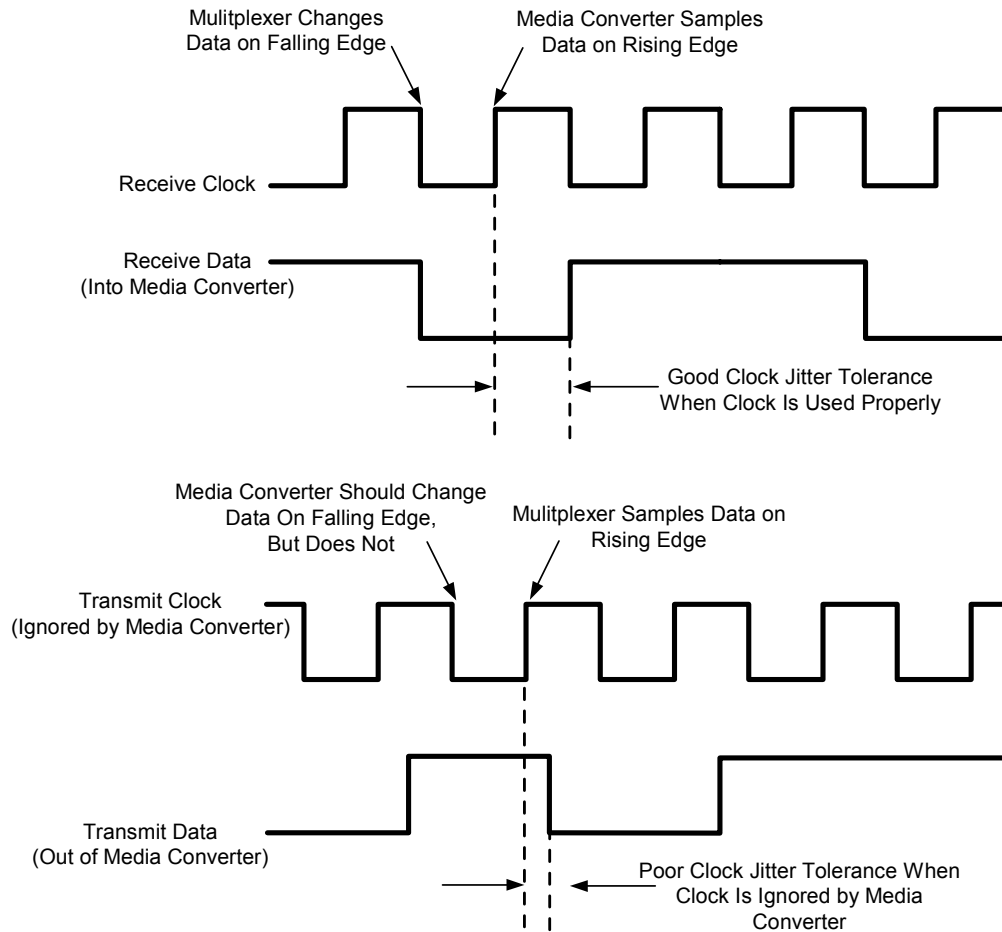 Mulitplexer Changes
Data on Falling Edge
Media Converter Samples
Data on Rising Edge
Receive Clock
Receive Data
(Into Media Converter)
Good Clock Jitter Tolerance
When Clock Is Used Properly
Media Converter Should Change
Data On Falling Edge,
But Does Not
Mulitplexer Samples Data on
Rising Edge
Transmit Clock
(Ignored by Media Converter)
Transmit Data
(Out of Media Converter)
Poor Clock Jitter Tolerance When
Clock Is Ignored by Media
Converter